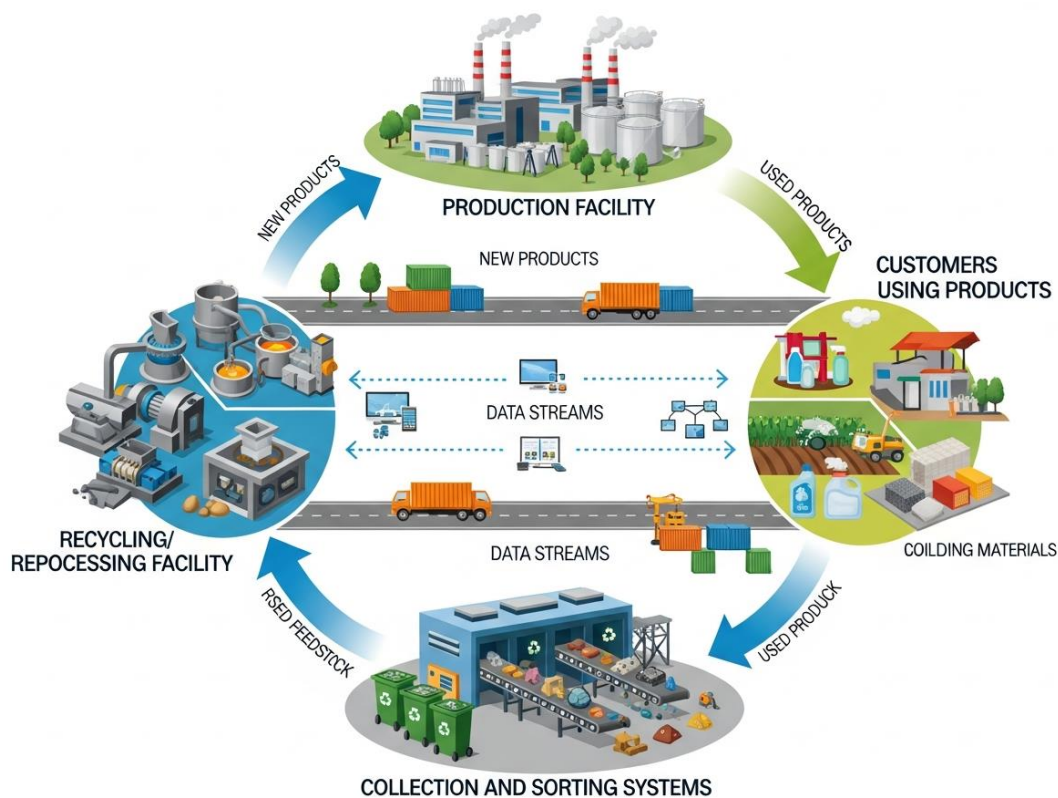 PRODUCTION FACILITY
NEW PRODUCTS
USED PRODUCTS
NEW PRODUCTS
CUSTOMERS
USING PRODUCTS
DATA STREAMS
RECYCLING/
REPOCESSING FACILITY
DATA STREAMS
COILDING MATERIALS
RSED FEEDSTOCK
USED PRODUCK
COLLECTION AND SORTING SYSTEMS